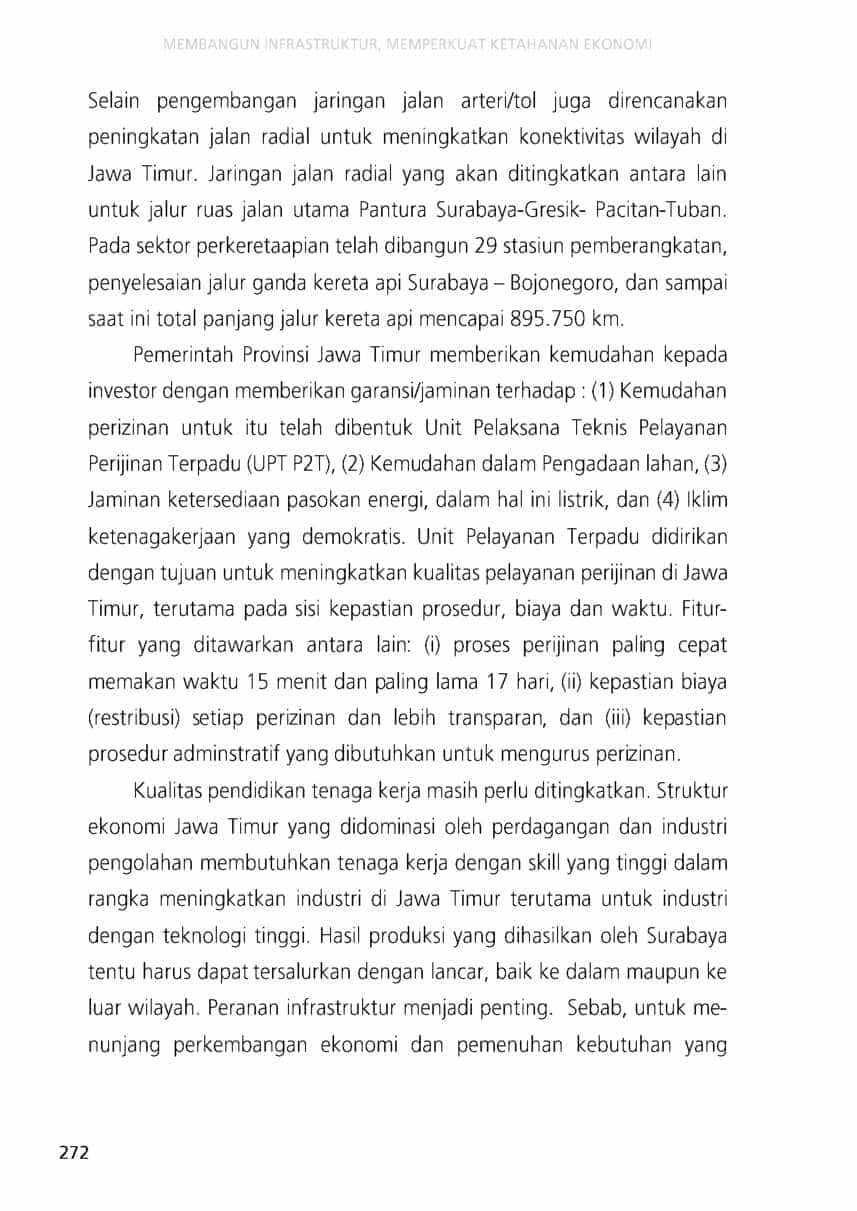 MEMBANGUN INFRASTRUKTUR, MEMPERKUAT KETAHANAN EKONOMI
Selain pengembangan jaringan jalan arteri/tol juga direncanakan
peningkatan jalan radial untuk meningkatkan konektivitas wilayah di
Jawa Timur. Jaringan jalan radial yang akan ditingkatkan antara lain
untuk jalur ruas jalan utama Pantura Surabaya-Gresik- Pacitan-Tuban.
Pada sektor perkeretaapian telah dibangun 29 stasiun pemberangkatan,
penyelesaian jalur ganda kereta api Surabaya – Bojonegoro, dan sampai
saat ini total panjang jalur kereta api mencapai 895.750 km.
Pemerintah Provinsi Jawa Timur memberikan kemudahan kepada
investor dengan memberikan garansi/jaminan terhadap : (1) Kemudahan
perizinan untuk itu telah dibentuk Unit Pelaksana Teknis Pelayanan
Perijinan Terpadu (UPT P2T), (2) Kemudahan dalam Pengadaan lahan, (3)
Jaminan ketersediaan pasokan energi, dalam hal ini listrik, dan (4) Iklim
ketenagakerjaan yang demokratis. Unit Pelayanan Terpadu didirikan
dengan tujuan untuk meningkatkan kualitas pelayanan perijinan di Jawa
Timur, terutama pada sisi kepastian prosedur, biaya dan waktu. Fitur-
fitur yang ditawarkan antara lain: (i) proses perijinan paling cepat
memakan waktu 15 menit dan paling lama 17 hari, (ii) kepastian biaya
(restribusi) setiap perizinan dan lebih transparan, dan (iii) kepastian
prosedur adminstratif yang dibutuhkan untuk mengurus perizinan.
Kualitas pendidikan tenaga kerja masih perlu ditingkatkan. Struktur
ekonomi Jawa Timur yang didominasi oleh perdagangan dan industri
pengolahan membutuhkan tenaga kerja dengan skill yang tinggi dalam
rangka meningkatkan industri di Jawa Timur terutama untuk industri
dengan teknologi tinggi. Hasil produksi yang dihasilkan oleh Surabaya
tentu harus dapat tersalurkan dengan lancar, baik ke dalam maupun ke
luar wilayah. Peranan infrastruktur menjadi penting.  Sebab, untuk me-
nunjang perkembangan ekonomi dan pemenuhan kebutuhan yang
272